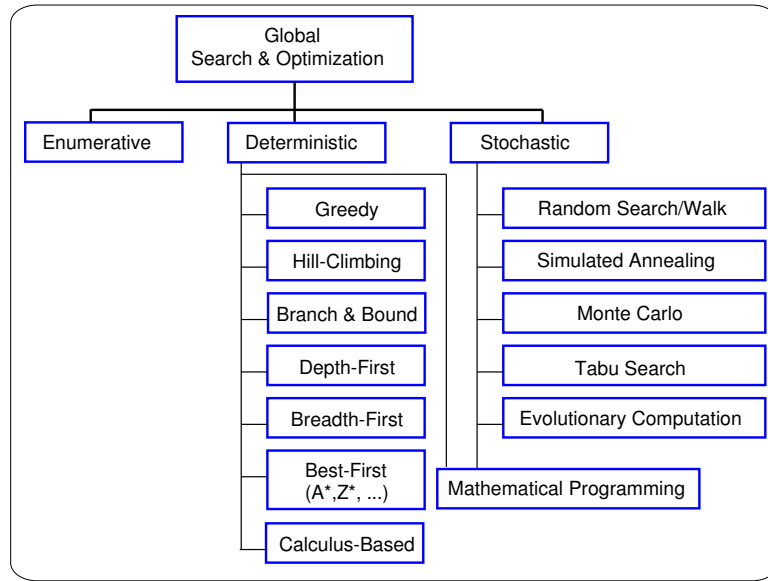 Global
Search & Optimization
Enumerative
Deterministic
Stochastic
Greedy
Hill-Climbing
Branch & Bound
Depth-First
Breadth-First
Best-First
(A*,Z*, ...)
Calculus-Based
Random Search/Walk
Simulated Annealing
Monte Carlo
Tabu Search
Evolutionary Computation
Mathematical Programming